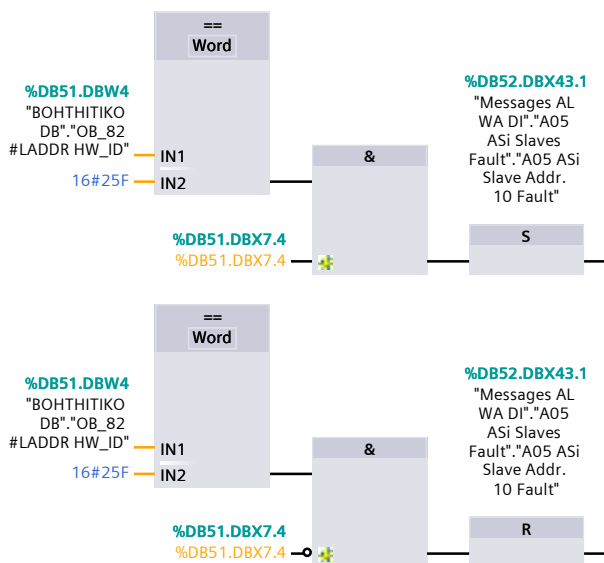 ==
Word
%DB51.DBW4
"BOHTHITIKO
DB"."OB_82
#LADDR HW_ID"
IN1
16#25F
IN2
&
%DB51.DBX7.4
%DB51.DBX7.4
%DB52.DBX43.1
"Messages AL
WA DI"."A05
ASi Slaves
Fault"."A05 ASi
Slave Addr.
10 Fault"
S
==
Word
%DB51.DBW4
"BOHTHITIKO
DB"."OB_82
#LADDR HW_ID"
IN1
16#25F
IN2
&
%DB51.DBX7.4
%DB51.DBX7.4
%DB52.DBX43.1
"Messages AL
WA DI"."A05
ASi Slaves
Fault"."A05 ASi
Slave Addr.
10 Fault"
R